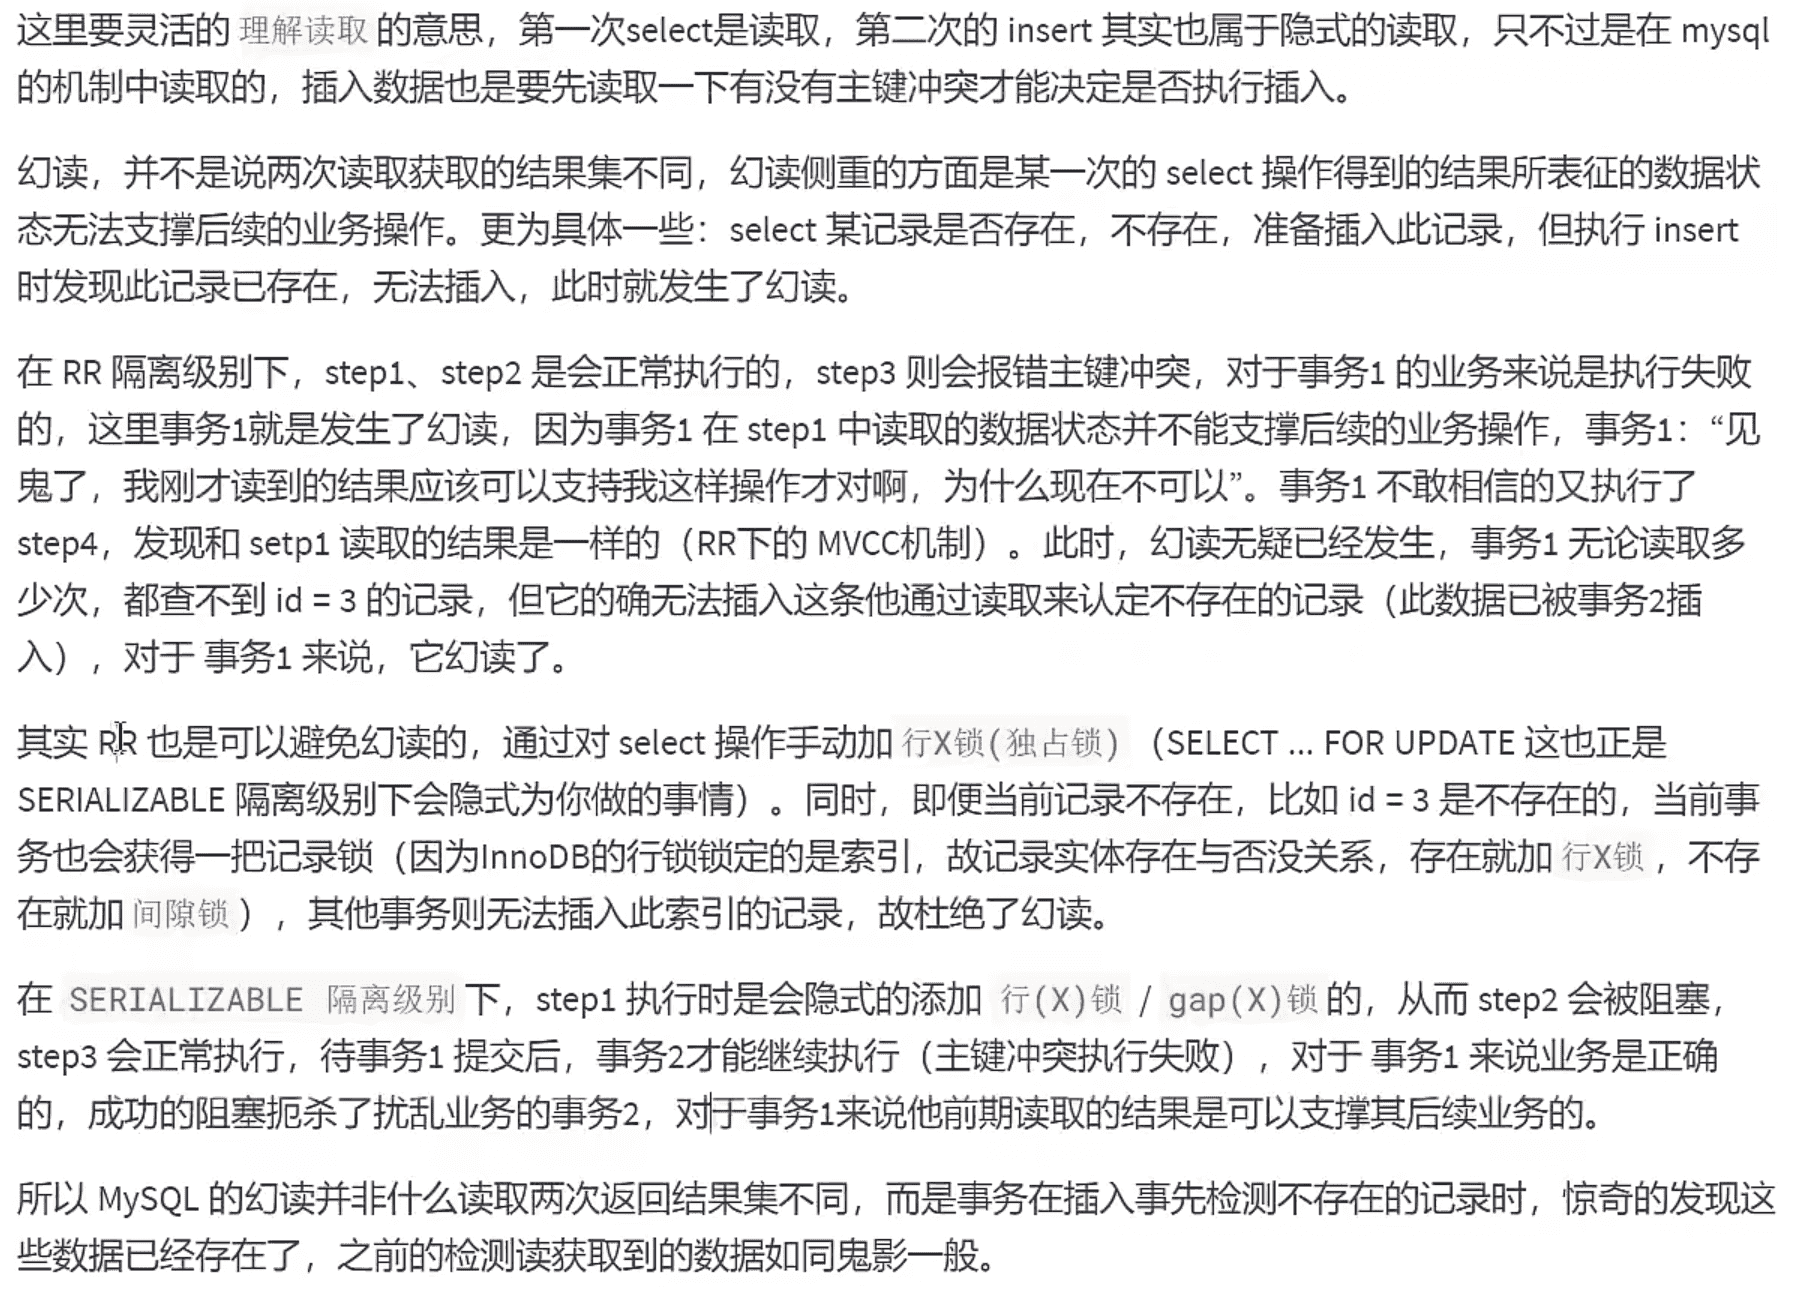 这里要灵活的 理解读取 的意思，第一次select是读取，第二次的 insert 其实也属于隐式的读取，只不过是在 mysql
的机制中读取的，插入数据也是要先读取一下有没有主键冲突才能决定是否执行插入。
幻读，并不是说两次读取获取的结果集不同，幻读侧重的方面是某一次的 select 操作得到的结果所表征的数据状
态无法支撑后续的业务操作。更为具体一些：select 某记录是否存在，不存在，准备插入此记录，但执行 insert
时发现此记录已存在，无法插入，此时就发生了幻读。
在 RR 隔离级别下，step1、step2 是会正常执行的，step3 则会报错主键冲突，对于事务1 的业务来说是执行失败
的，这里事务1就是发生了幻读，因为事务1 在 step1 中读取的数据状态并不能支撑后续的业务操作，事务1：“见
鬼了，我刚才读到的结果应该可以支持我这样操作才对啊，为什么现在不可以”。事务1 不敢相信的又执行了
step4，发现和 setp1 读取的结果是一样的（RR下的 MVCC机制）。此时，幻读无疑已经发生，事务1 无论读取多
少次，都查不到 id = 3 的记录，但它的确无法插入这条他通过读取来认定不存在的记录（此数据已被事务2插
入），对于 事务1 来说，它幻读了。
其实 RR 也是可以避免幻读的，通过对 select 操作手动加 行X锁(独占锁) （SELECT ... FOR UPDATE 这也正是
SERIALIZABLE 隔离级别下会隐式为你做的事情）。同时，即便当前记录不存在，比如 id = 3 是不存在的，当前事
务也会获得一把记录锁（因为InnoDB的行锁锁定的是索引，故记录实体存在与否没关系，存在就加 行X锁 ，不存
在就加 间隙锁 ），其他事务则无法插入此索引的记录，故杜绝了幻读。
在 SERIALIZABLE 隔离级别 下，step1 执行时是会隐式的添加 行(X)锁 / gap(X)锁 的，从而 step2 会被阻塞，
step3 会正常执行，待事务1 提交后，事务2才能继续执行（主键冲突执行失败），对于 事务1 来说业务是正确
的，成功的阻塞扼杀了扰乱业务的事务2，对于事务1来说他前期读取的结果是可以支撑其后续业务的。
所以 MySQL 的幻读并非什么读取两次返回结果集不同，而是事务在插入事先检测不存在的记录时，惊奇的发现这
些数据已经存在了，之前的检测读获取到的数据如同鬼影一般。